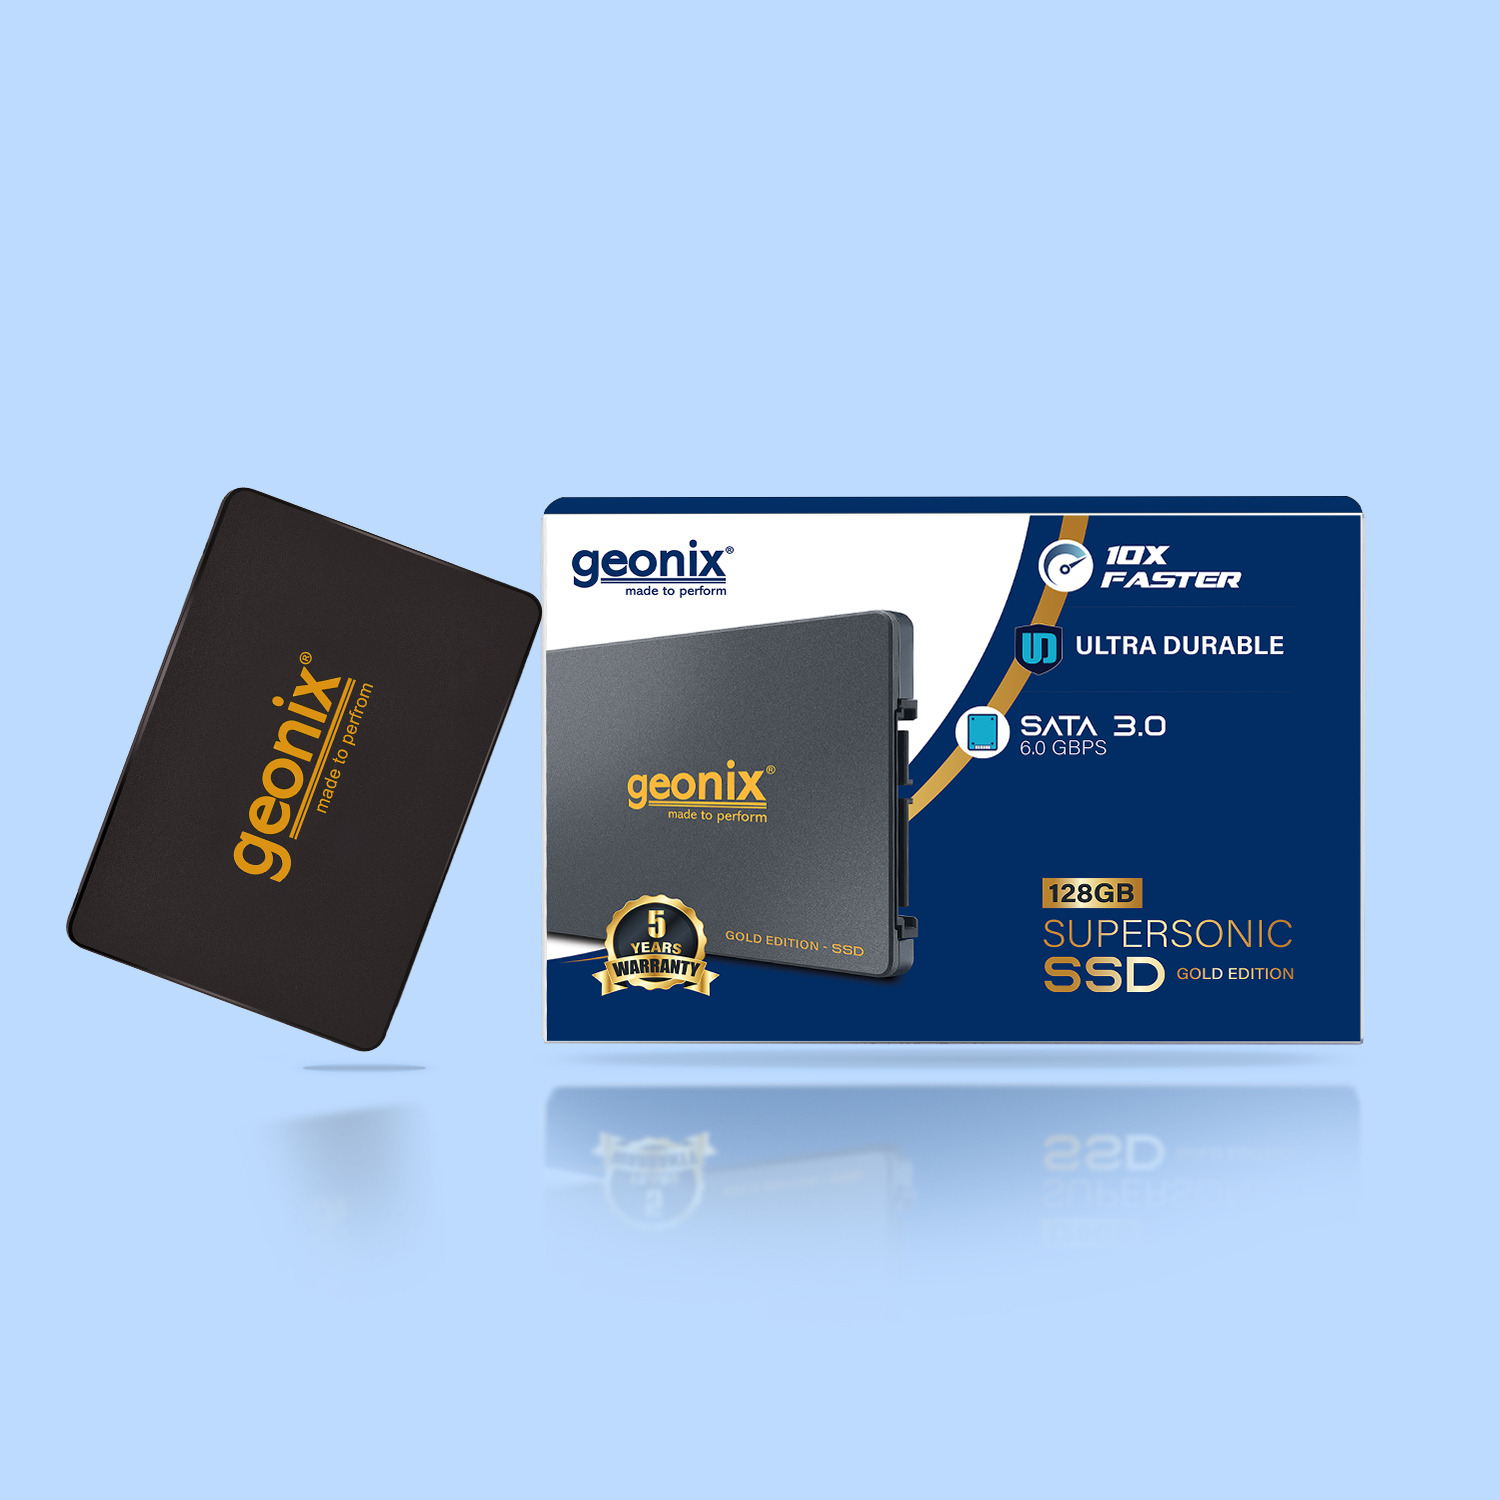 geonix®
made to perfrom
geonix®
made to perform
10X
FASTER
ULTRA DURABLE
SATA 3.0
6.0 GBPS
geonix®
made to perform
GOLD EDITION - SSD
5
YEARS
WARRANTY
128GB
SUPERSONIC
SSD GOLD EDITION